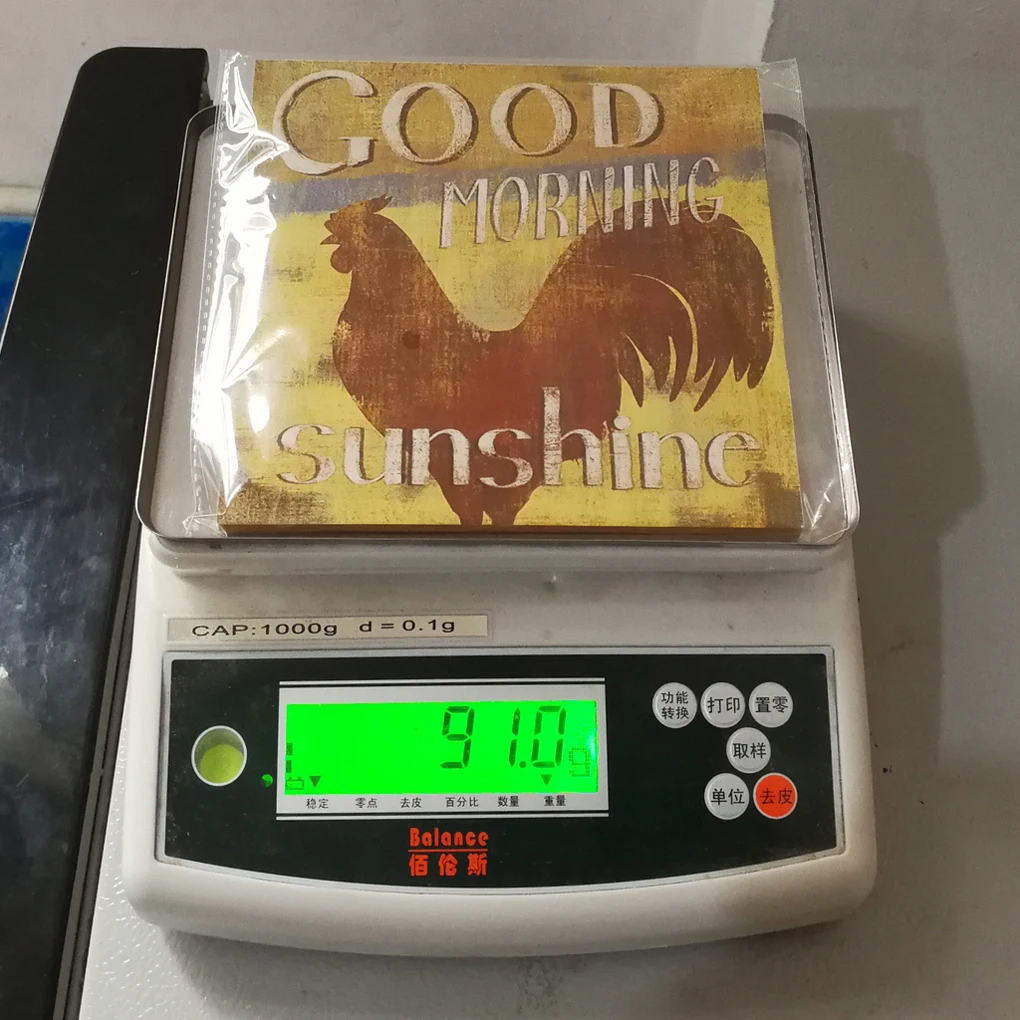 GOOD
MORNING
sunshine
CAP:1000g d=0.1g
91.0g
稳定 零点 去皮 百分比 数量 重量
功能转换 打印 置零
取样
单位 去皮
Balance
佰伦斯